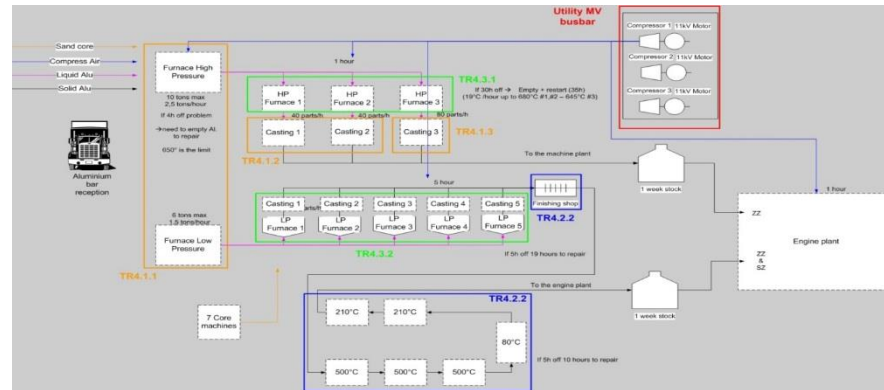 Utility MV
busbar
Compressor 1
11kV Motor
Compressor 2
11kV Motor
Compressor 3
11kV Motor
Sand core
Compress Air
Liquid Alu
Solid Alu
Furnace High
Pressure
10 tons max
2,5 tons/hour
If 4h off problem
→need to empty Al.
to repair
650° is the limit
Aluminium
bar
reception
1 hour
TR4.3.1
HP
Furnace 1
HP
Furnace 2
HP
Furnace 3
If 30h off → Empty + restart (35h)
(19°C /hour up to 680°C #1,#2 – 645°C #3)
40 parts/h
40 parts/h
80 parts/h
Casting 1
Casting 2
Casting 3
TR4.1.3
TR4.1.2
To the machine plant
1 week stock
1 hour
5 hour
Finishing shop
TR4.2.2
Casting 1
Casting 2
Casting 3
Casting 4
Casting 5
parts/h
LP
Furnace 1
LP
Furnace 2
LP
Furnace 3
LP
Furnace 4
LP
Furnace 5
6 tons max
1,5 tons/hour
Furnace Low
Pressure
TR4.3.2
If 5h off 19 hours to repair
TR4.1.1
ZZ
Engine plant
ZZ
&
SZ
To the engine plant
1 week stock
TR4.2.2
7 Core
machines
210°C
210°C
80°C
500°C
500°C
500°C
If 5h off 10 hours to repair